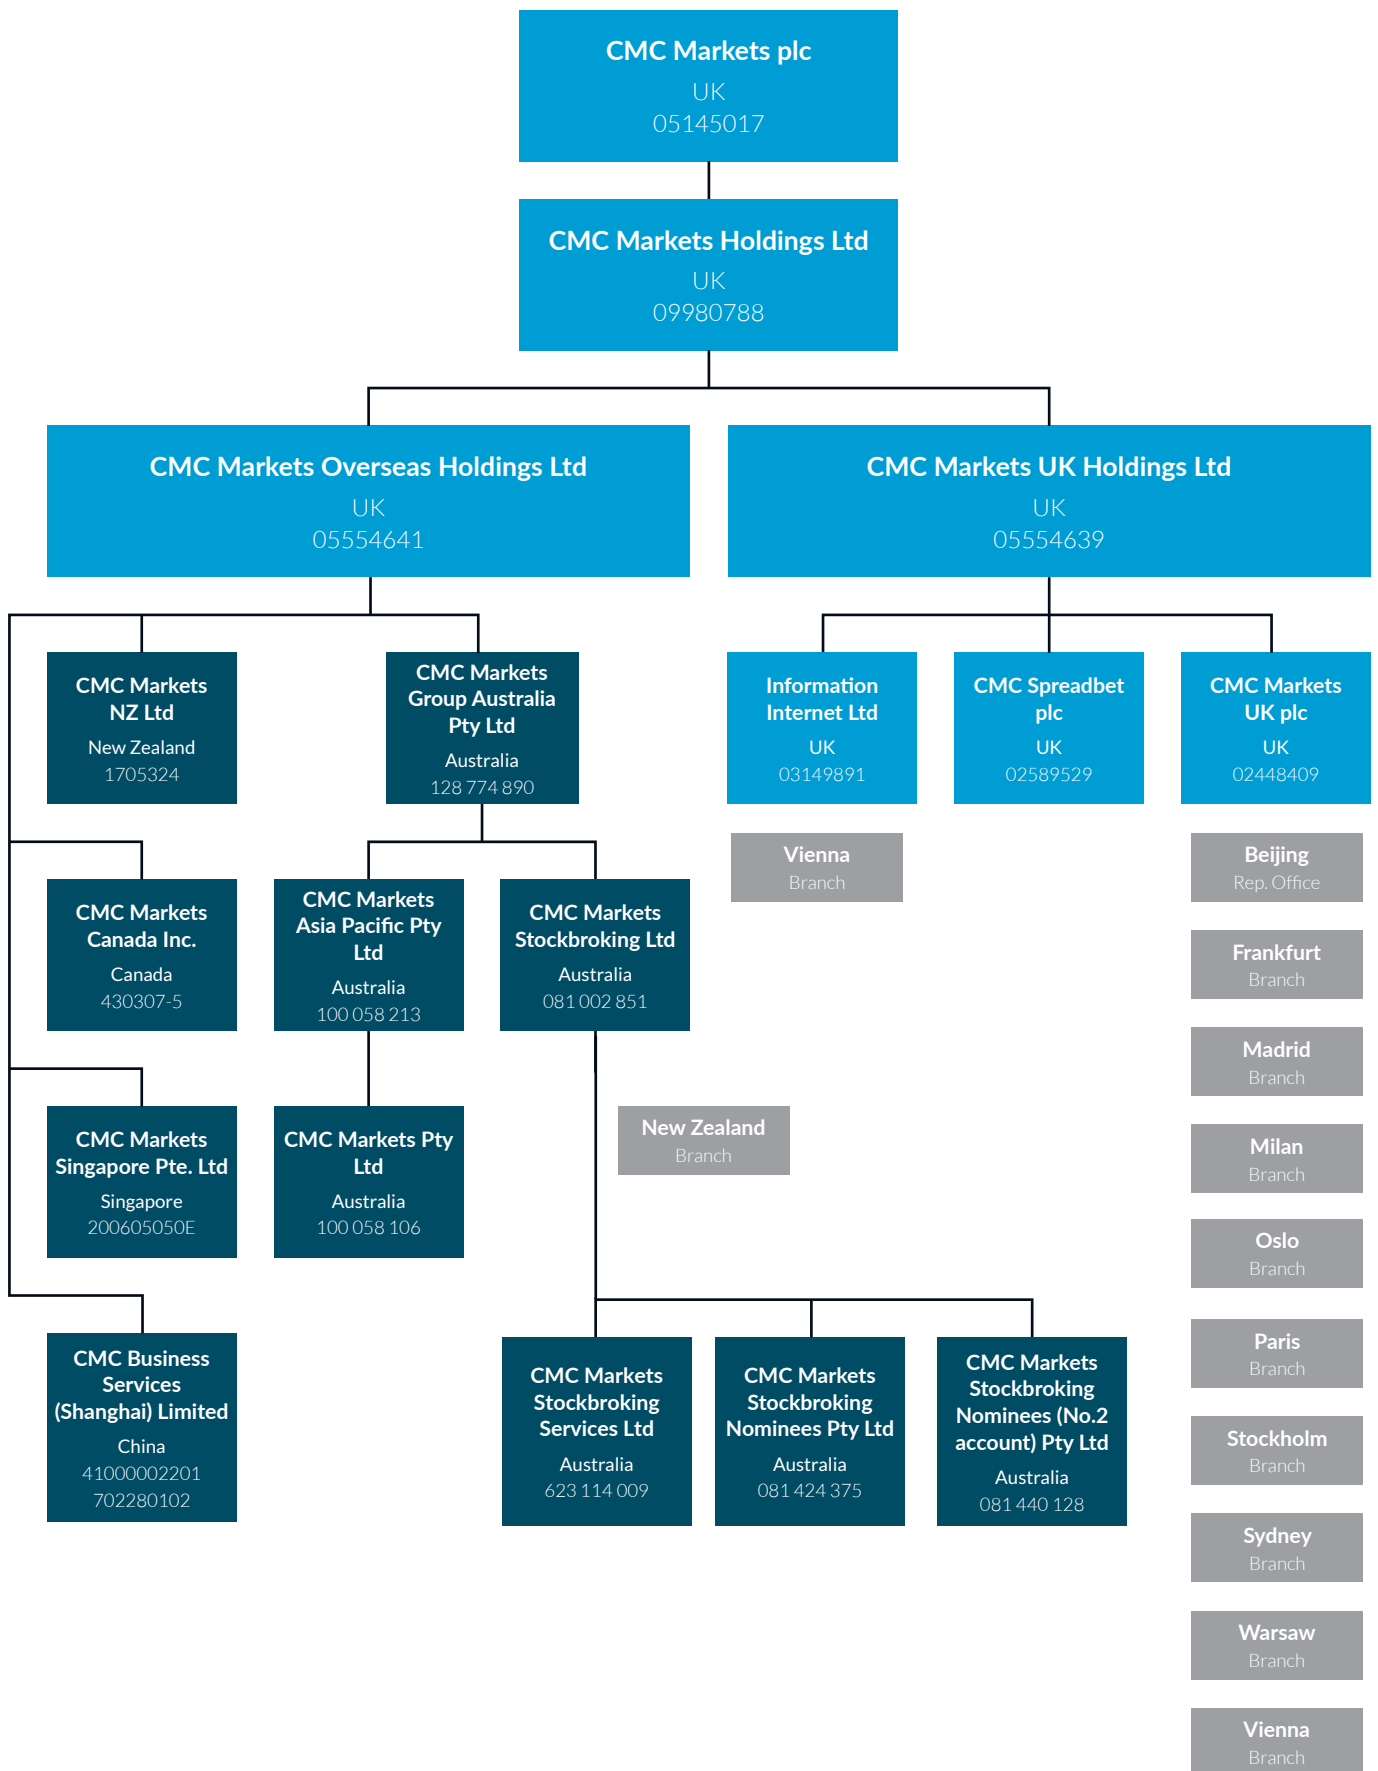 CMC Markets plc
UK
05145017
CMC Markets Holdings Ltd
UK
09980788
CMC Markets Overseas Holdings Ltd
UK
05554641
CMC Markets UK Holdings Ltd
UK
05554639
CMC Markets
NZ Ltd
New Zealand
1705324
CMC Markets
Group Australia
Pty Ltd
Australia
128 774 890
Information
Internet Ltd
UK
03149891
CMC Spreadbet
plc
UK
02589529
CMC Markets
UK plc
UK
02448409
Vienna
Branch
Beijing
Rep. Office
CMC Markets
Canada Inc.
Canada
430307-5
CMC Markets
Asia Pacific Pty
Ltd
Australia
100 058 213
CMC Markets
Stockbroking Ltd
Australia
081 002 851
Frankfurt
Branch
Madrid
Branch
CMC Markets
Singapore Pte. Ltd
Singapore
200605050E
CMC Markets Pty
Ltd
Australia
100 058 106
New Zealand
Branch
Milan
Branch
Oslo
Branch
CMC Business
Services
(Shanghai) Limited
China
41000002201
702280102
CMC Markets
Stockbroking
Services Ltd
Australia
623 114 009
CMC Markets
Stockbroking
Nominees Pty Ltd
Australia
081 424 375
CMC Markets
Stockbroking
Nominees (No.2
account) Pty Ltd
Australia
081 440 128
Paris
Branch
Stockholm
Branch
Sydney
Branch
Warsaw
Branch
Vienna
Branch